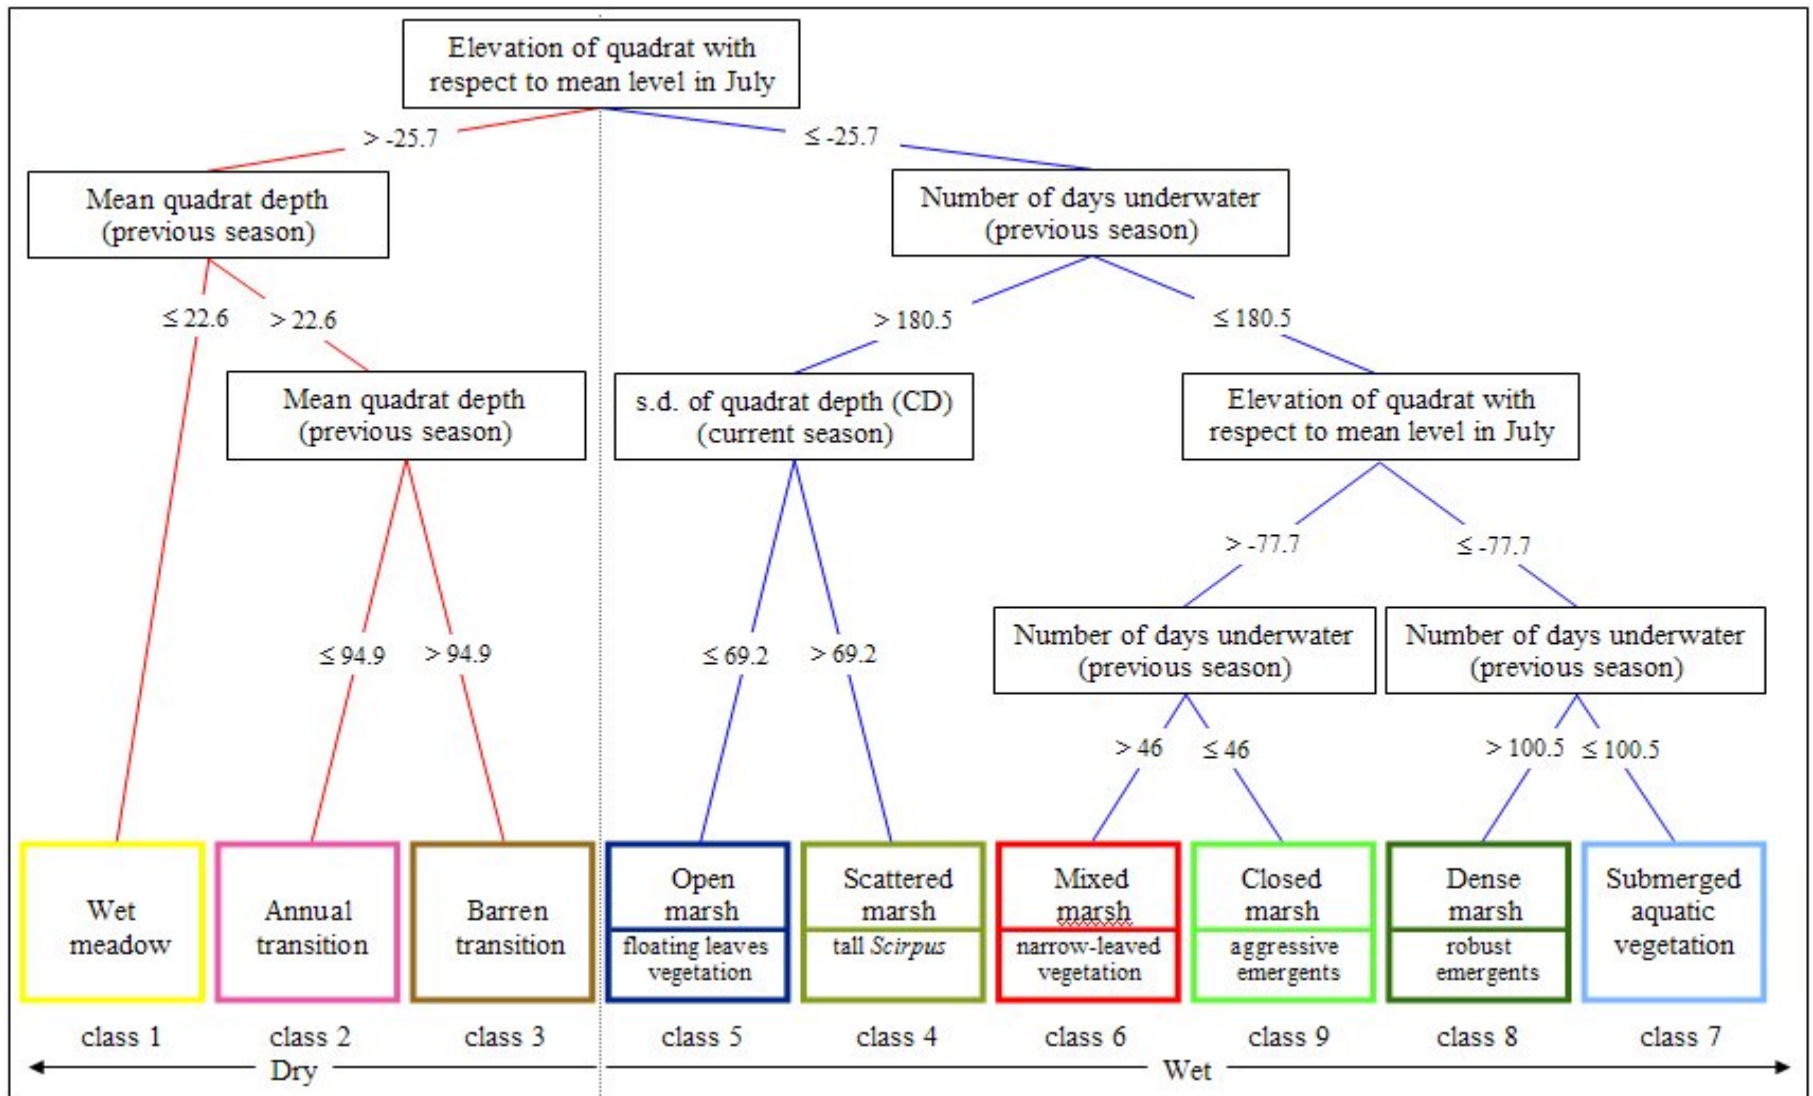 Elevation of quadrat with
respect to mean level in July
> -25.7
≤ -25.7
Mean quadrat depth
(previous season)
Number of days underwater
(previous season)
≤ 22.6
> 22.6
> 180.5
≤ 180.5
Mean quadrat depth
(previous season)
s.d. of quadrat depth (CD)
(current season)
Elevation of quadrat with
respect to mean level in July
> -77.7
≤ -77.7
Number of days underwater
(previous season)
Number of days underwater
(previous season)
≤ 94.9
> 94.9
≤ 69.2
> 69.2
> 46
≤ 46
> 100.5
≤ 100.5
Wet
meadow
Annual
transition
Barren
transition
Open
marsh
floating leaves
vegetation
Scattered
marsh
tall Scirpus
Mixed
marsh
narrow-leaved
vegetation
Closed
marsh
aggressive
emergents
Dense
marsh
robust
emergents
Submerged
aquatic
vegetation
class 1
class 2
class 3
class 5
class 4
class 6
class 9
class 8
class 7
Dry
Wet